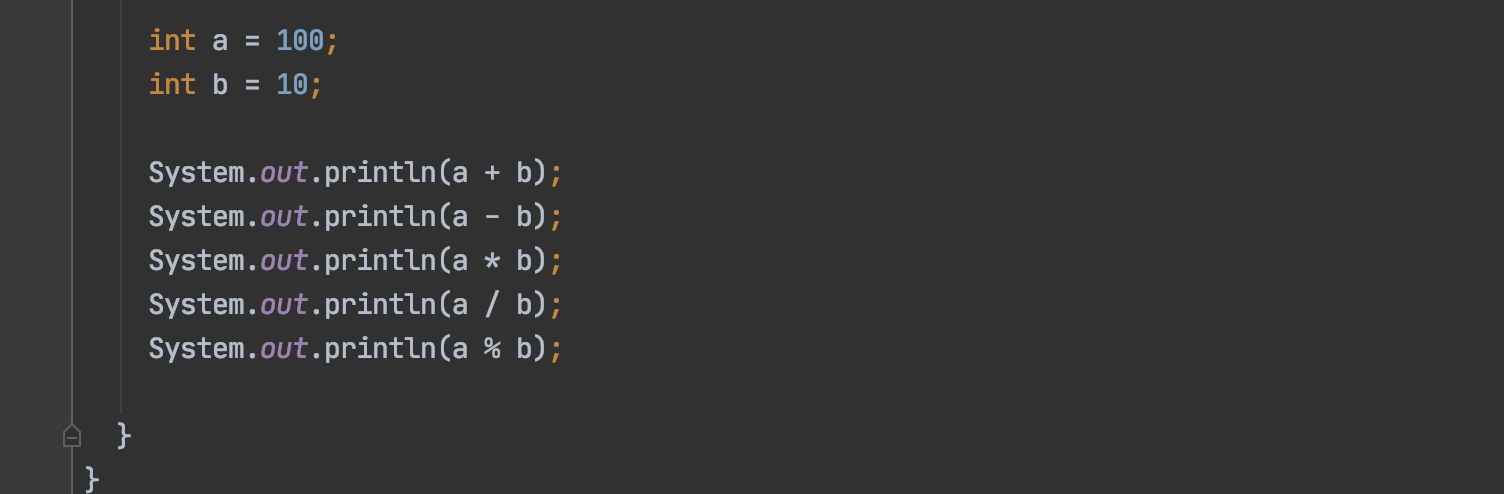 int a = 100;
int b = 10;
System.out.println(a + b);
System.out.println(a - b);
System.out.println(a * b);
System.out.println(a / b);
System.out.println(a % b);
}
}